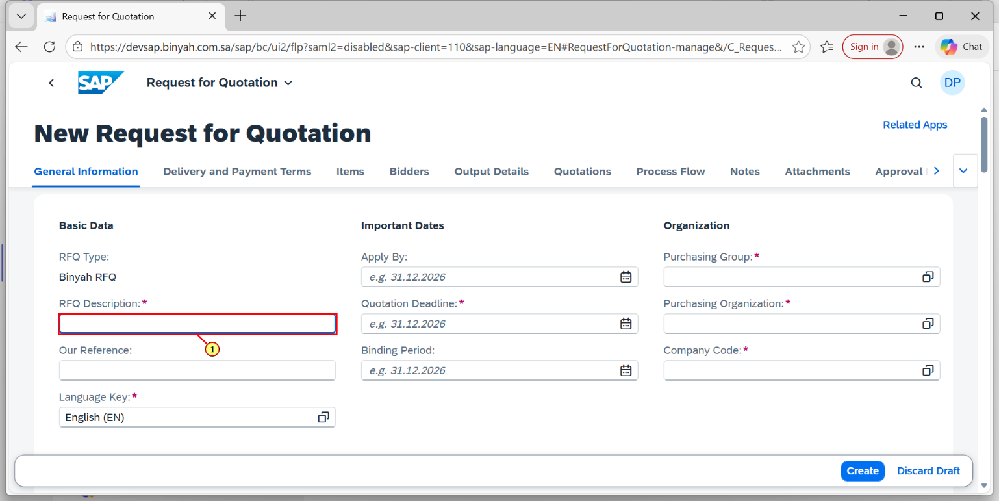 Request for Quotation
https://devsap.binyah.com.sa/sap/bc/ui2/flp?saml2=disabled&sap-client=110&sap-language=EN#RequestForQuotation-manage&/C_Reques...
Sign in
Chat
SAP
Request for Quotation
DP
New Request for Quotation
Related Apps
General Information
Delivery and Payment Terms
Items
Bidders
Output Details
Quotations
Process Flow
Notes
Attachments
Approval
Basic Data
Important Dates
Organization
RFQ Type:
Apply By:
Purchasing Group:*
Binyah RFQ
e.g. 31.12.2026
RFQ Description:*
Quotation Deadline:*
Purchasing Organization:*
e.g. 31.12.2026
1
Our Reference:
Binding Period:
Company Code:*
e.g. 31.12.2026
Language Key:*
English (EN)
Create
Discard Draft